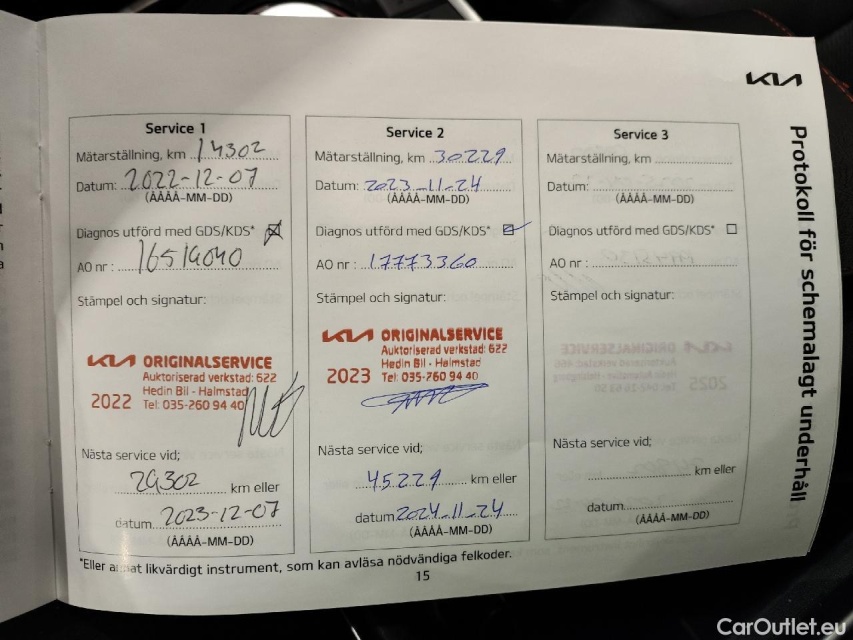 KIA
Protokoll för schemalagt underhåll
Service 1
Mätarställning, km 14302
Datum: 2022-12-07
(ÅÅÅÅ-MM-DD)
Diagnos utförd med GDS/KDS*
AO nr : 16519040
Stämpel och signatur:
KIA ORIGINALSERVICE
Auktoriserad verkstad: 622
Hedin Bil - Halmstad
2022 Tel: 035-260 94 40
Nästa service vid;
29302 km eller
datum 2023-12-07
(ÅÅÅÅ-MM-DD)
Service 2
Mätarställning, km 30229
Datum: 2023-11-24
(ÅÅÅÅ-MM-DD)
Diagnos utförd med GDS/KDS*
AO nr : 17773360
Stämpel och signatur:
KIA ORIGINALSERVICE
Auktoriserad verkstad: 622
Hedin Bil - Halmstad
2023 Tel: 035-260 94 40
Nästa service vid;
45229 km eller
datum 2024-11-24
(ÅÅÅÅ-MM-DD)
Service 3
Mätarställning, km
Datum:
(ÅÅÅÅ-MM-DD)
Diagnos utförd med GDS/KDS*
AO nr :
Stämpel och signatur:
Nästa service vid;
km eller
datum
(ÅÅÅÅ-MM-DD)
*Eller annat likvärdigt instrument, som kan avläsa nödvändiga felkoder.
15
CarOutlet.eu